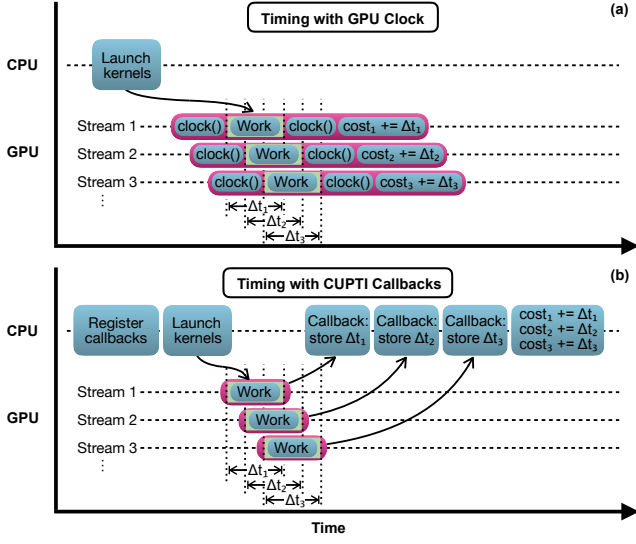 Timing with GPU Clock
(a)
CPU
Launch
kernels
Stream 1
clock() Work clock() cost₁ += Δt₁
GPU
Stream 2
clock() Work clock() cost₂ += Δt₂
Stream 3
clock() Work clock() cost₃ += Δt₃
⋮
Δt₁
Δt₂
Δt₃
Timing with CUPTI Callbacks
(b)
CPU
Register
callbacks
Launch
kernels
Callback:
store Δt₁
Callback:
store Δt₂
Callback:
store Δt₃
cost₁ += Δt₁
cost₂ += Δt₂
cost₃ += Δt₃
Stream 1
Work
GPU
Stream 2
Work
Stream 3
Work
⋮
Δt₁
Δt₂
Δt₃
Time